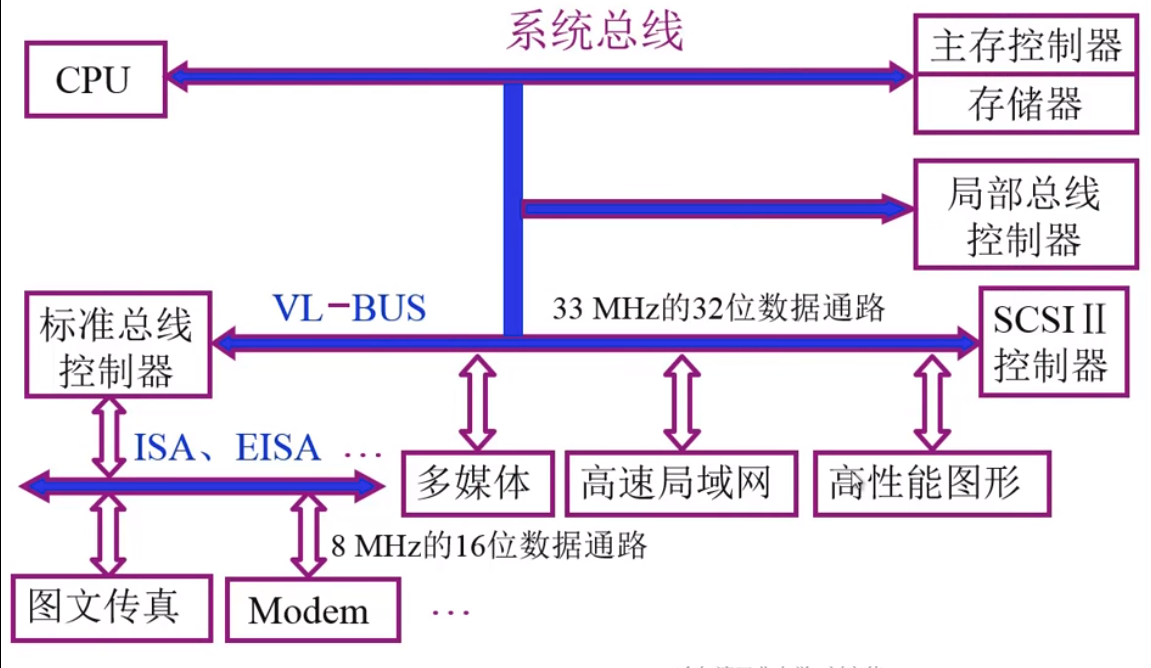 系统总线
CPU
主存控制器
存储器
局部总线
控制器
VL-BUS
33 MHz的32位数据通路
标准总线
控制器
SCSIⅡ
控制器
ISA、EISA …
多媒体
高速局域网
高性能图形
8 MHz的16位数据通路
图文传真
Modem
…